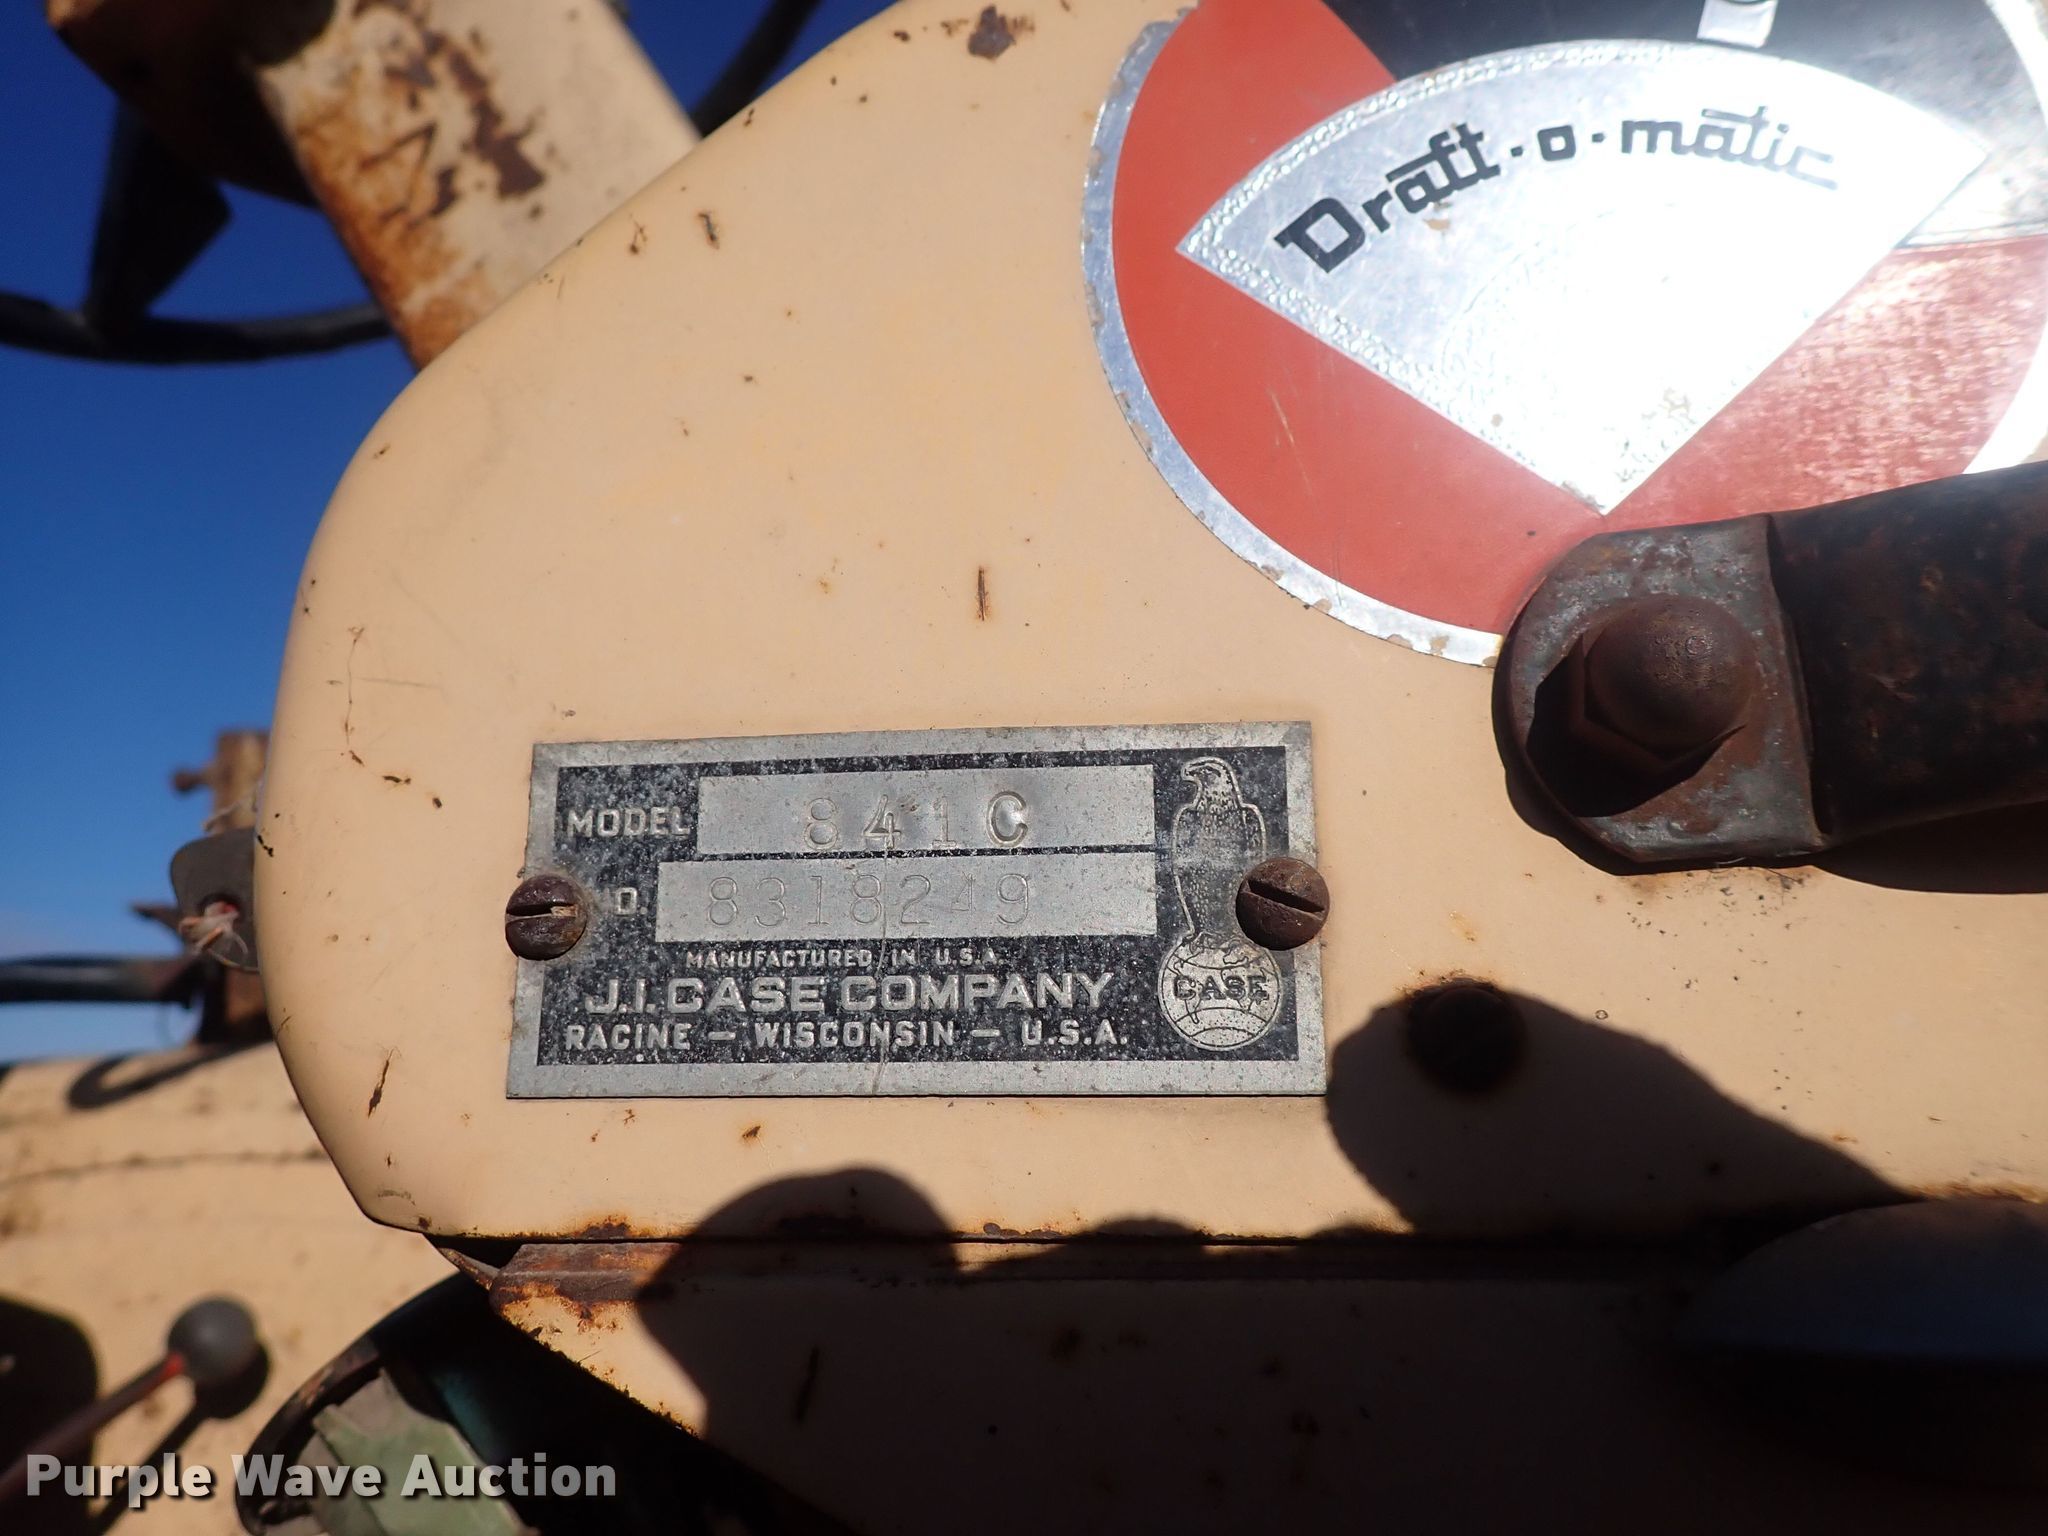 Draft-o-matic
MODEL 841C
NO. 8318249
MANUFACTURED IN U.S.A.
J.I. CASE COMPANY
CASE
RACINE — WISCONSIN — U.S.A.
Purple Wave Auction